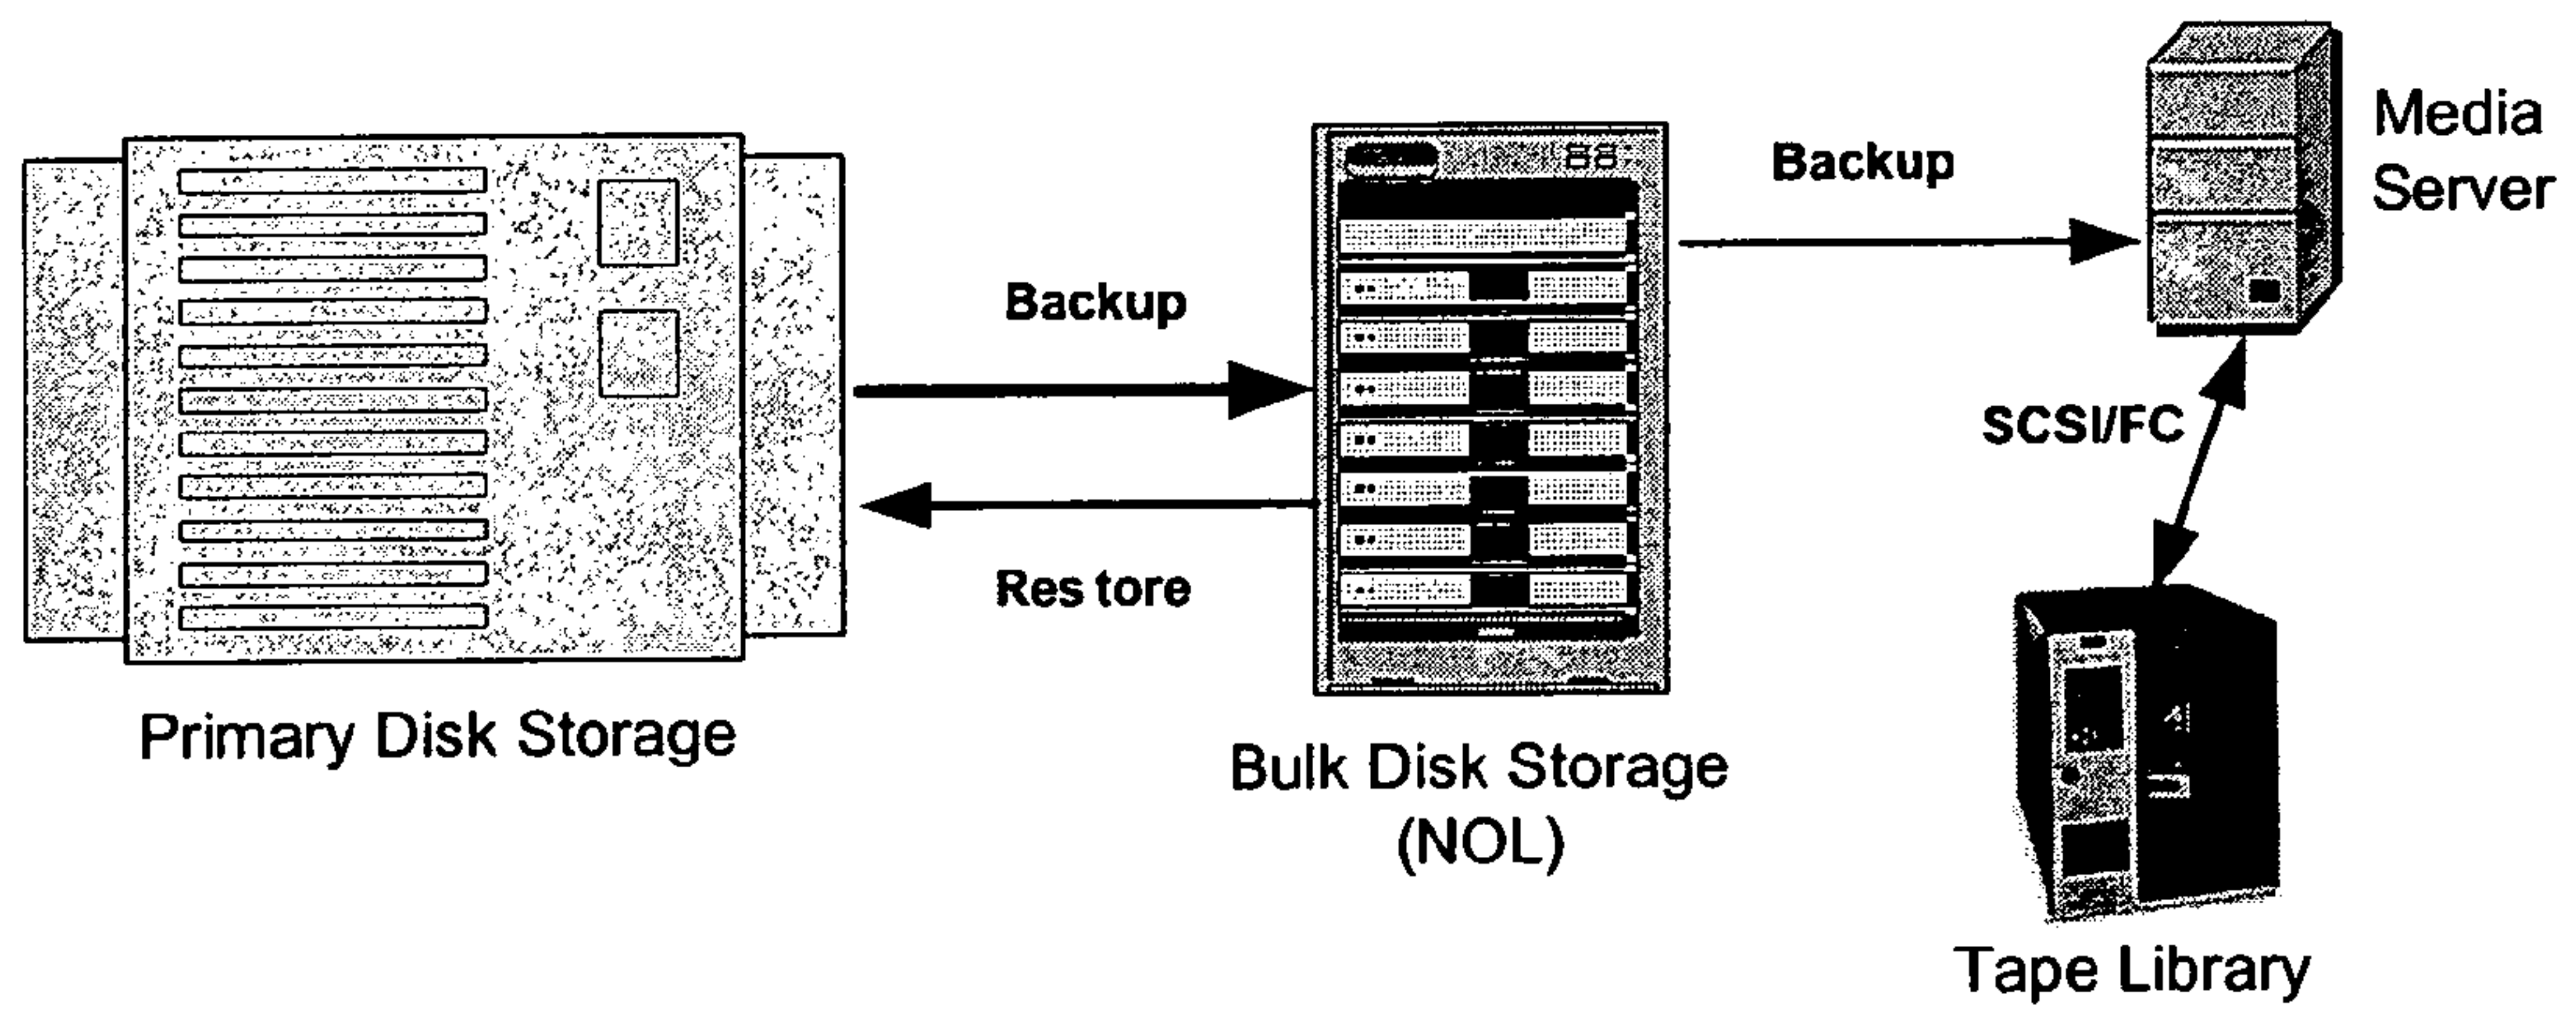 Media
Server
Backup
Backup
SCSI/FC
Res tore
Primary Disk Storage
Bulk Disk Storage
(NOL)
Tape Library